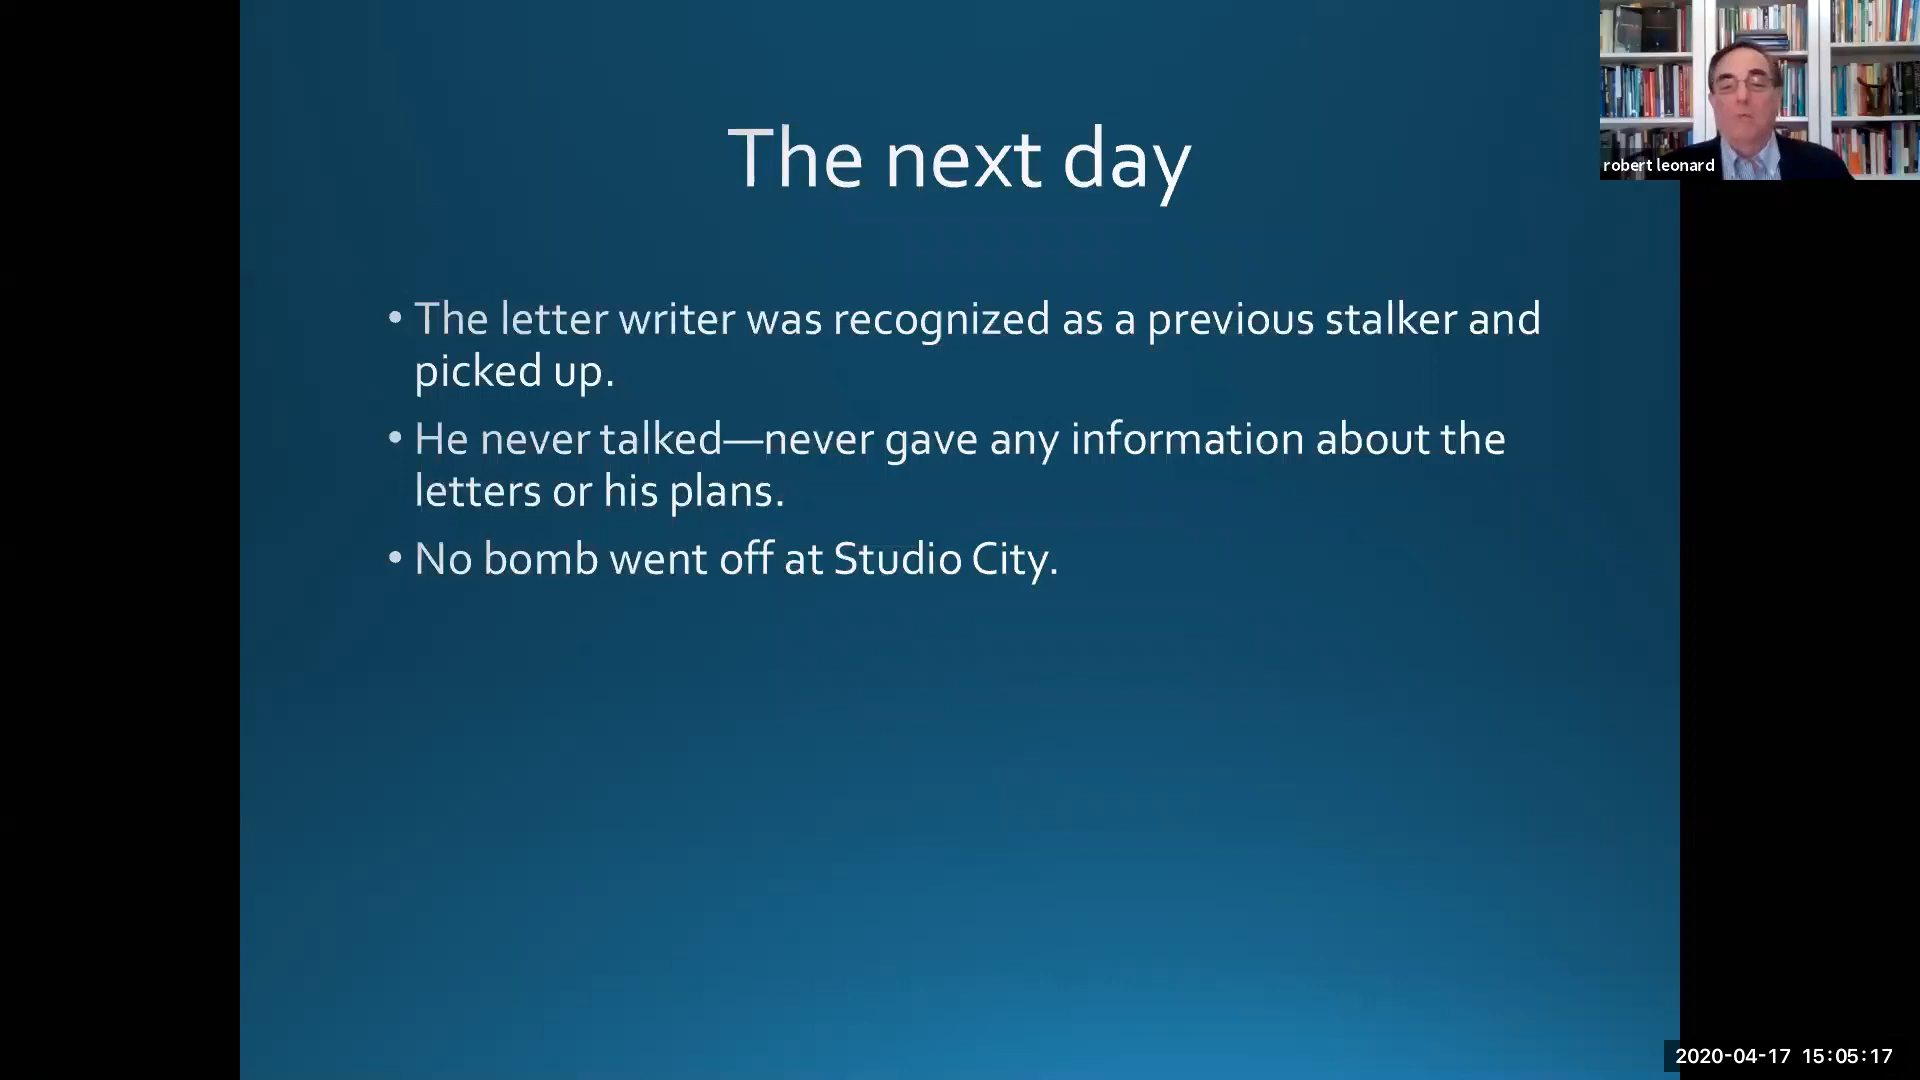 The next day
robert leonard
• The letter writer was recognized as a previous stalker and
picked up.
• He never talked—never gave any information about the
letters or his plans.
• No bomb went off at Studio City.
2020-04-17 15:05:17